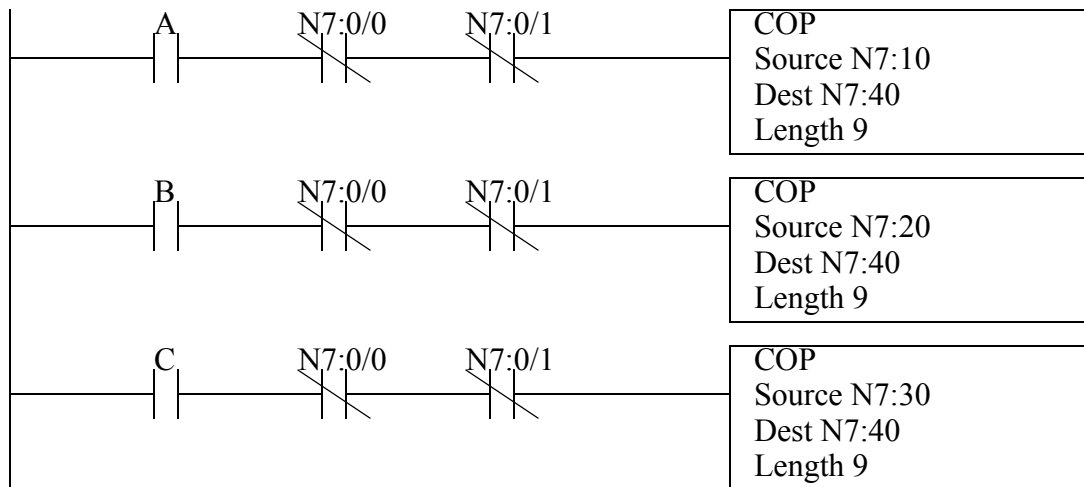 A N7:0/0 N7:0/1 COP
Source N7:10
Dest N7:40
Length 9
B N7:0/0 N7:0/1 COP
Source N7:20
Dest N7:40
Length 9
C N7:0/0 N7:0/1 COP
Source N7:30
Dest N7:40
Length 9